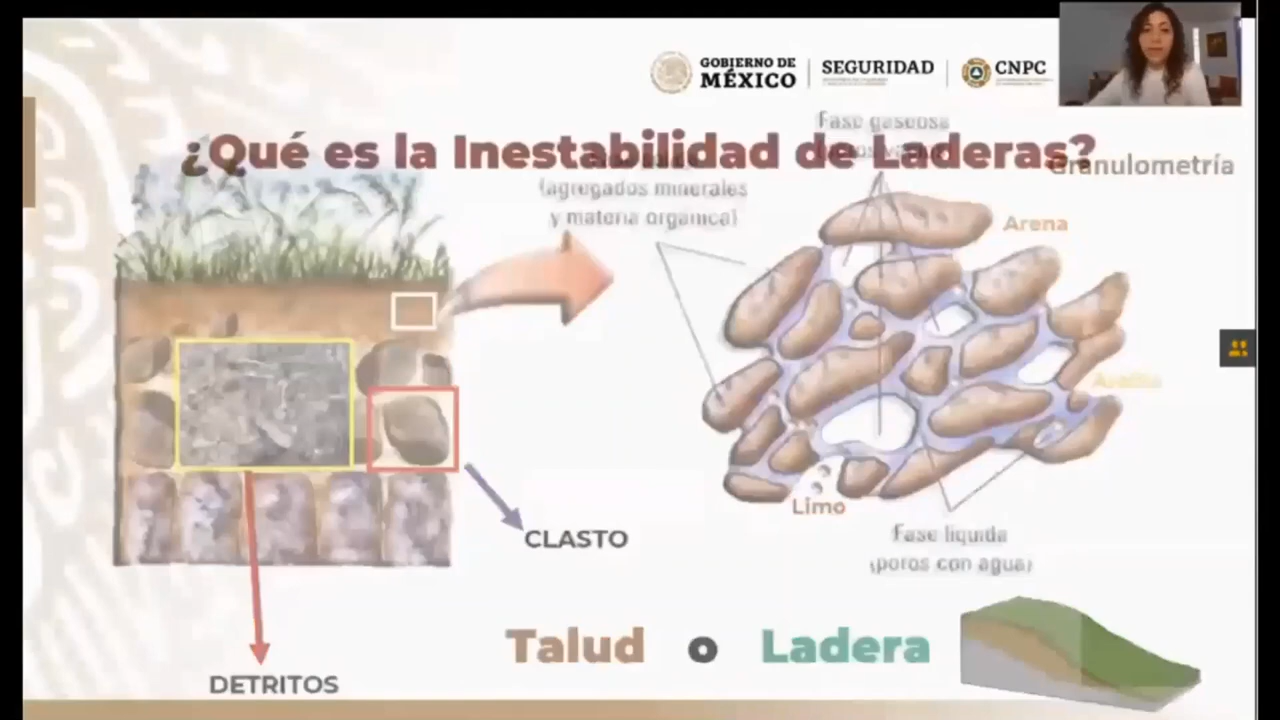 GOBIERNO DE
MÉXICO
SEGURIDAD
CNPC
¿Qué es la Inestabilidad de Laderas?
Fase gaseosa
Granulometría
(agregados minerales
y materia orgánica)
Arena
Arcilla
Limo
CLASTO
Fase líquida
(poros con agua)
Talud o Ladera
DETRITOS